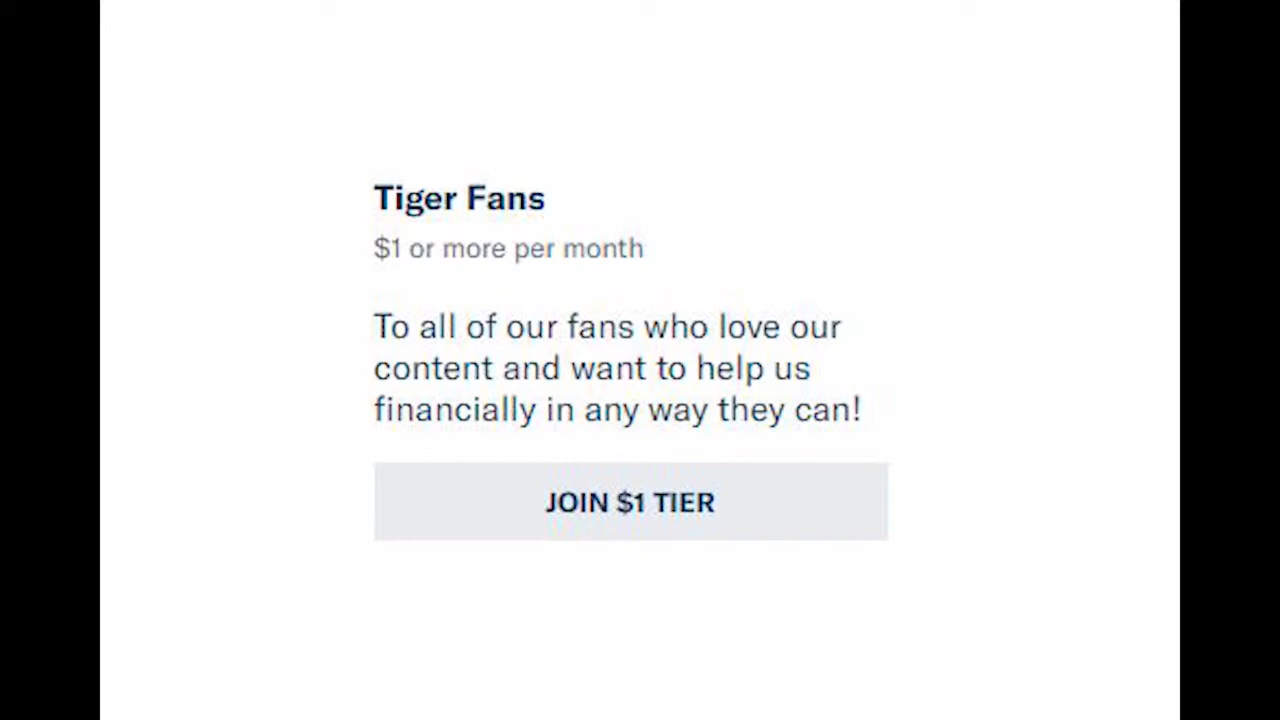 Tiger Fans
$1 or more per month
To all of our fans who love our
content and want to help us
financially in any way they can!
JOIN $1 TIER